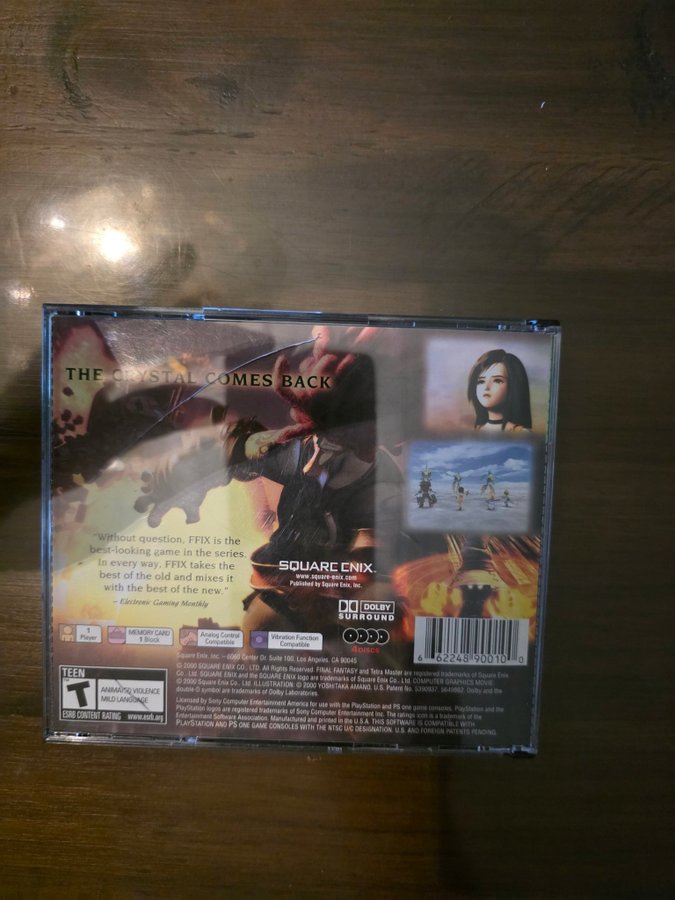 THE CRYSTAL COMES BACK
"Without question, FFIX is the
best-looking game in the series.
In every way, FFIX takes the
best of the old and mixes it
with the best of the new."
– Electronic Gaming Monthly
SQUARE ENIX.
www.square-enix.com
Published by Square Enix, Inc.
DOLBY
SURROUND
4 DISCS
1
Player
MEMORY CARD
1 Block
Analog Control
Compatible
Vibration Function
Compatible
6 62248 90010 0
TEEN
T
ANIMATED VIOLENCE
MILD LANGUAGE
ESRB CONTENT RATING www.esrb.org
Square Enix, Inc. – 6060 Center Dr. Suite 100, Los Angeles, CA 90045
© 2000 SQUARE ENIX CO., LTD. All Rights Reserved. FINAL FANTASY and Tetra Master are registered trademarks of Square Enix
Co., Ltd. SQUARE ENIX and the SQUARE ENIX logo are trademarks of Square Enix Co., Ltd. COMPUTER GRAPHICS MOVIE
© 2000 Square Enix Co., Ltd. ILLUSTRATION: © 2000 YOSHITAKA AMANO. U.S. Patent No. 5390937, 5649862. Dolby and the
double-D symbol are trademarks of Dolby Laboratories.
Licensed by Sony Computer Entertainment America for use with the PlayStation and PS one game consoles. PlayStation and the
PlayStation logos are registered trademarks of Sony Computer Entertainment Inc. The ratings icon is a trademark of the
Entertainment Software Association. Manufactured and printed in the U.S.A. THIS SOFTWARE IS COMPATIBLE WITH
PLAYSTATION AND PS ONE GAME CONSOLES WITH THE NTSC U/C DESIGNATION. U.S. AND FOREIGN PATENTS PENDING.